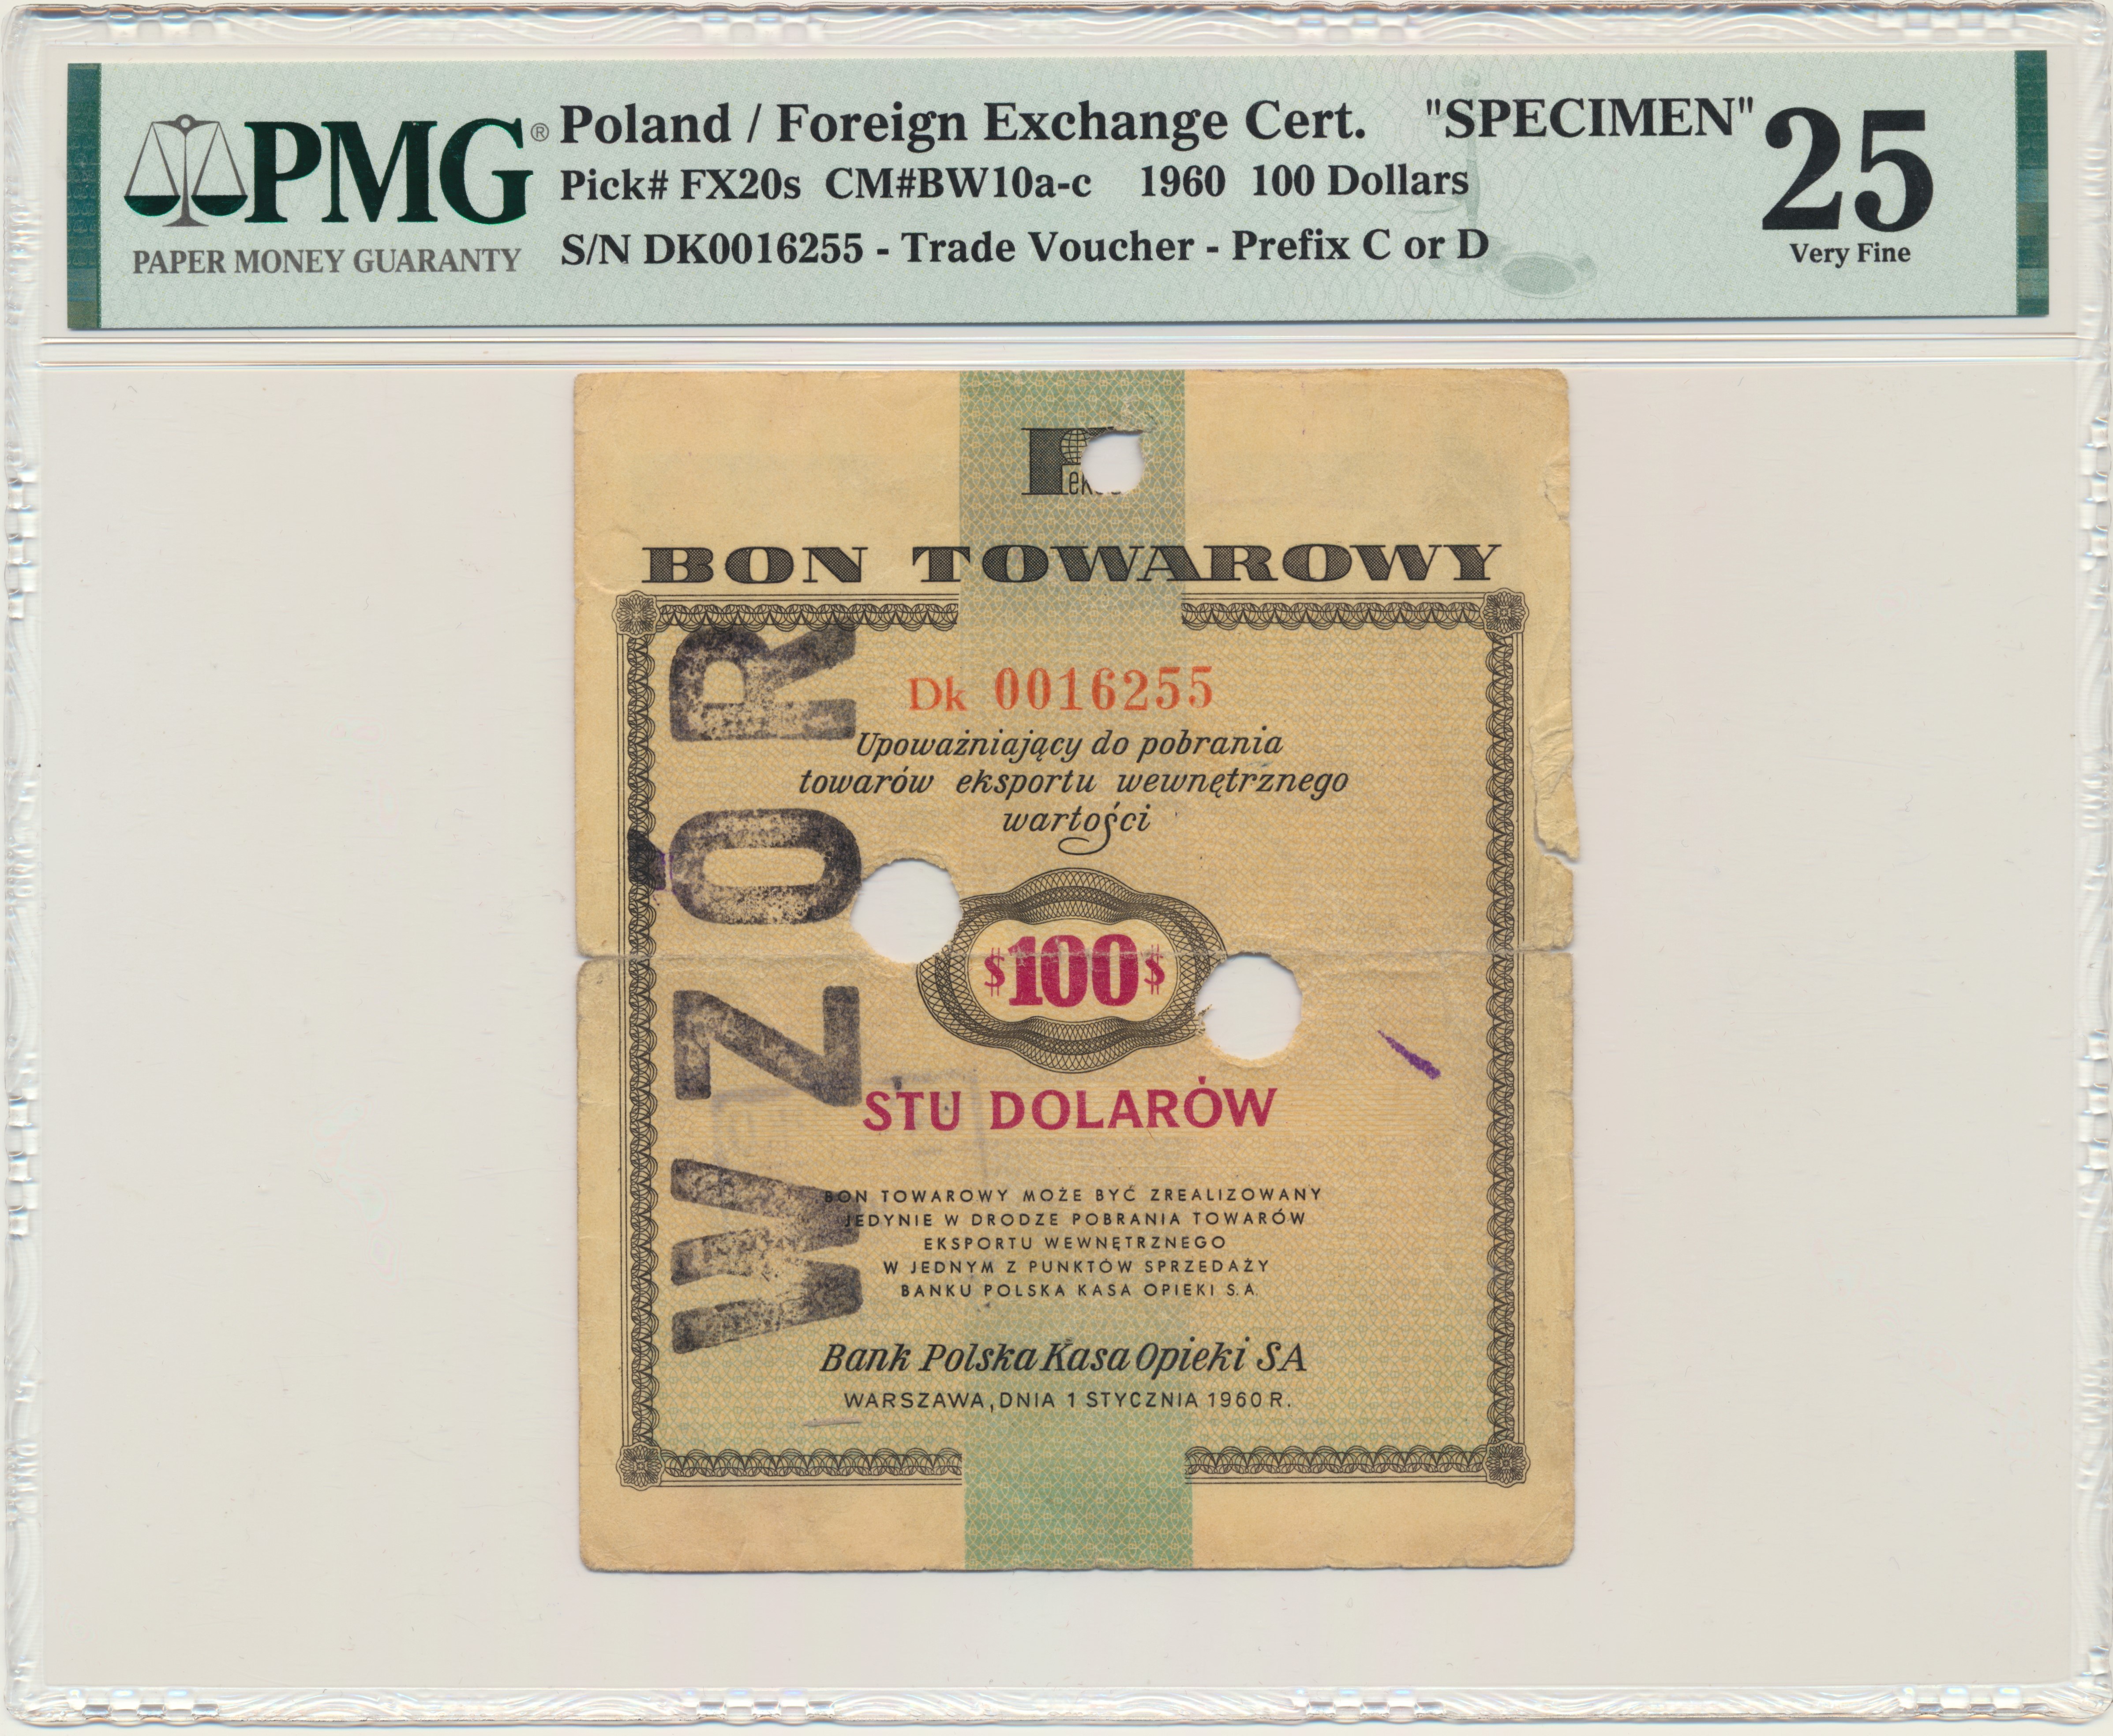 PMG® Poland / Foreign Exchange Cert. "SPECIMEN" 25
Pick# FX20s CM#BW10a-c 1960 100 Dollars
PAPER MONEY GUARANTY S/N DK0016255 - Trade Voucher - Prefix C or D Very Fine
BON TOWAROWY
Dk 0016255
Upoważniający do pobrania
towarów eksportu wewnętrznego
wartości
$100$
STU DOLARÓW
BON TOWAROWY MOŻE BYĆ ZREALIZOWANY
JEDYNIE W DRODZE POBRANIA TOWARÓW
EKSPORTU WEWNĘTRZNEGO
W JEDNYM Z PUNKTÓW SPRZEDAŻY
BANKU POLSKA KASA OPIEKI S.A.
Bank Polska Kasa Opieki SA
WARSZAWA, DNIA 1 STYCZNIA 1960 R.
WZÓR